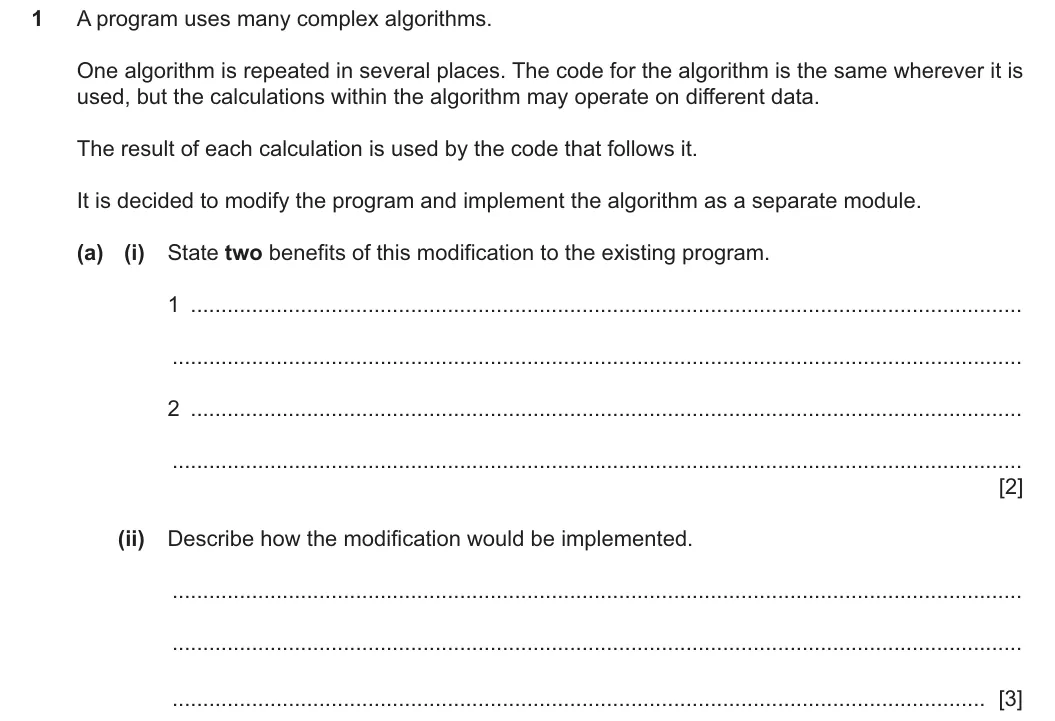 1 A program uses many complex algorithms.
One algorithm is repeated in several places. The code for the algorithm is the same wherever it is
used, but the calculations within the algorithm may operate on different data.
The result of each calculation is used by the code that follows it.
It is decided to modify the program and implement the algorithm as a separate module.
(a) (i) State two benefits of this modification to the existing program.
1 ..........................................................................................................................................
..........................................................................................................................................
2 ..........................................................................................................................................
..........................................................................................................................................
[2]
(ii) Describe how the modification would be implemented.
..........................................................................................................................................
..........................................................................................................................................
.................................................................................................................................... [3]